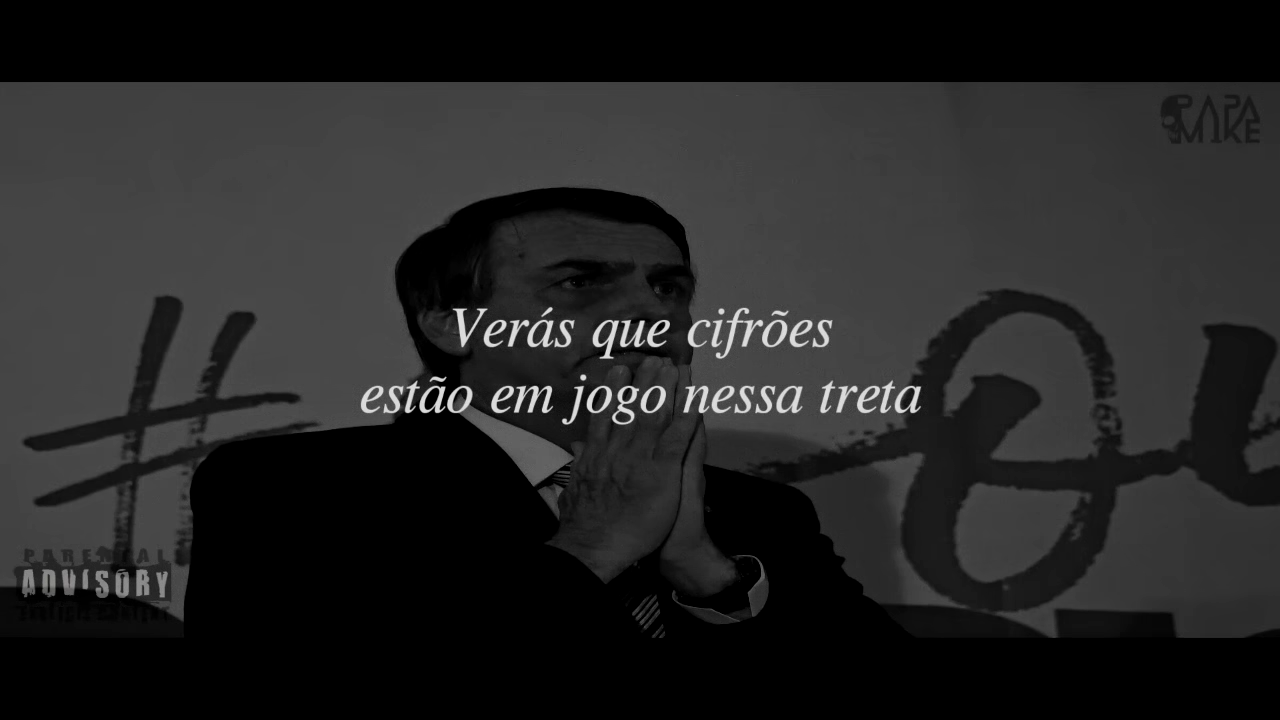 PAPA
MIKE
Verás que cifrões
estão em jogo nessa treta
PARENTAL
ADVISORY